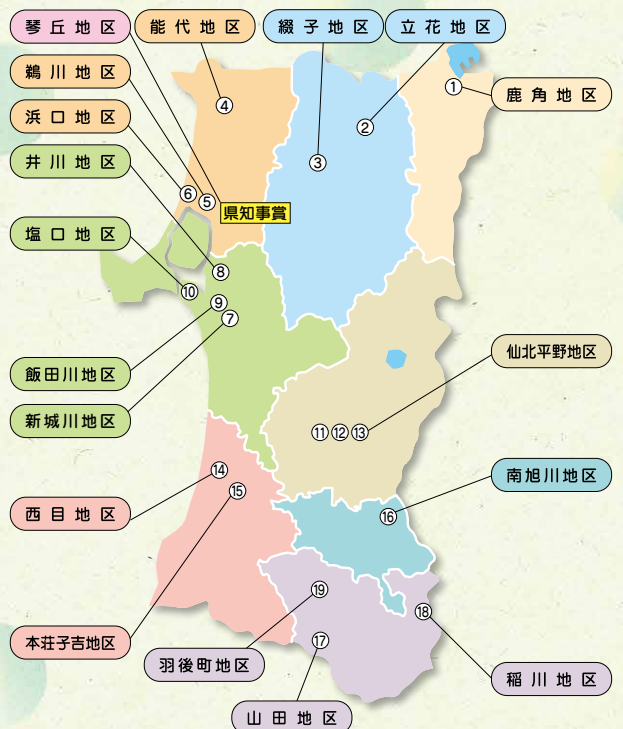 琴丘地区
能代地区
綴子地区
立花地区
鵜川地区
①
鹿角地区
④
浜口地区
②
井川地区
③
⑥
⑤
県知事賞
塩口地区
⑧
⑩
⑨
⑦
飯田川地区
仙北平野地区
新城川地区
⑪
⑫
⑬
⑭
南旭川地区
⑮
西目地区
⑯
⑲
⑱
本荘子吉地区
⑰
羽後町地区
稲川地区
山田地区